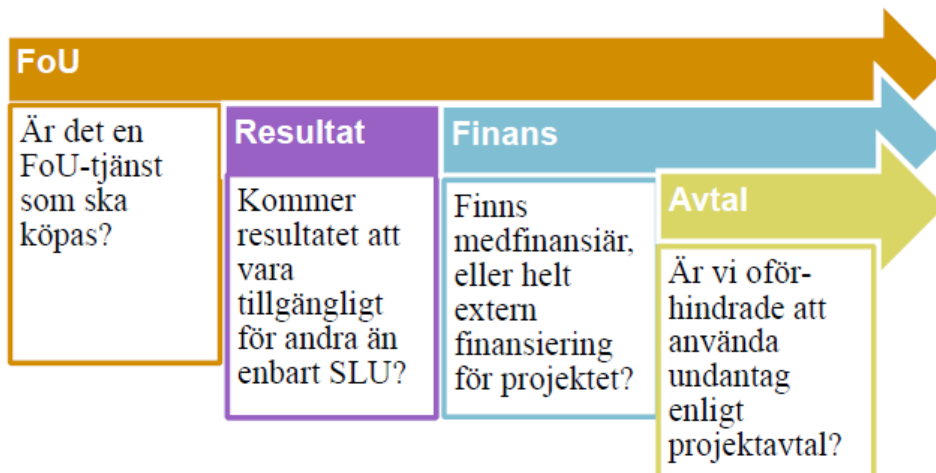 FoU
Är det en
FoU-tjänst
som ska
köpas?
Resultat
Kommer
resultatet att
vara
tillgängligt
för andra än
enbart SLU?
Finans
Finns
medfinansiär,
eller helt
extern
finansiering
för projektet?
Avtal
Är vi oför-
hindrade att
använda
undantag
enligt
projektavtal?